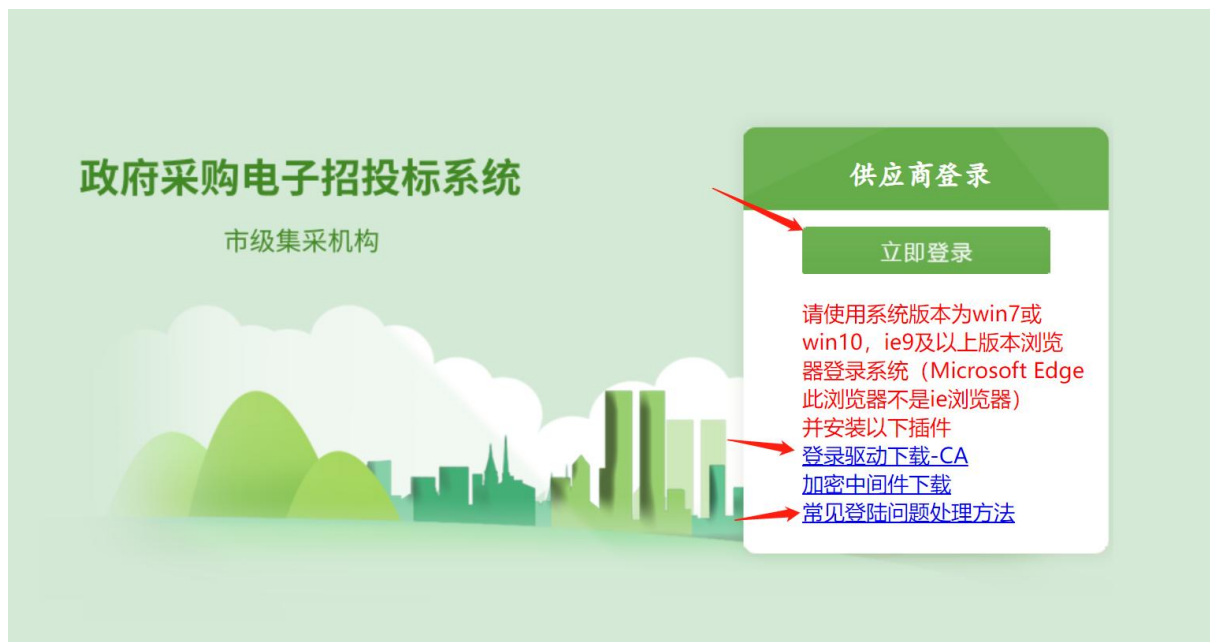 政府采购电子招投标系统
市级集采机构
供应商登录
立即登录
请使用系统版本为win7或
win10，ie9及以上版本浏览
器登录系统（Microsoft Edge
此浏览器不是ie浏览器）
并安装以下插件
登录驱动下载-CA
加密中间件下载
常见登陆问题处理方法